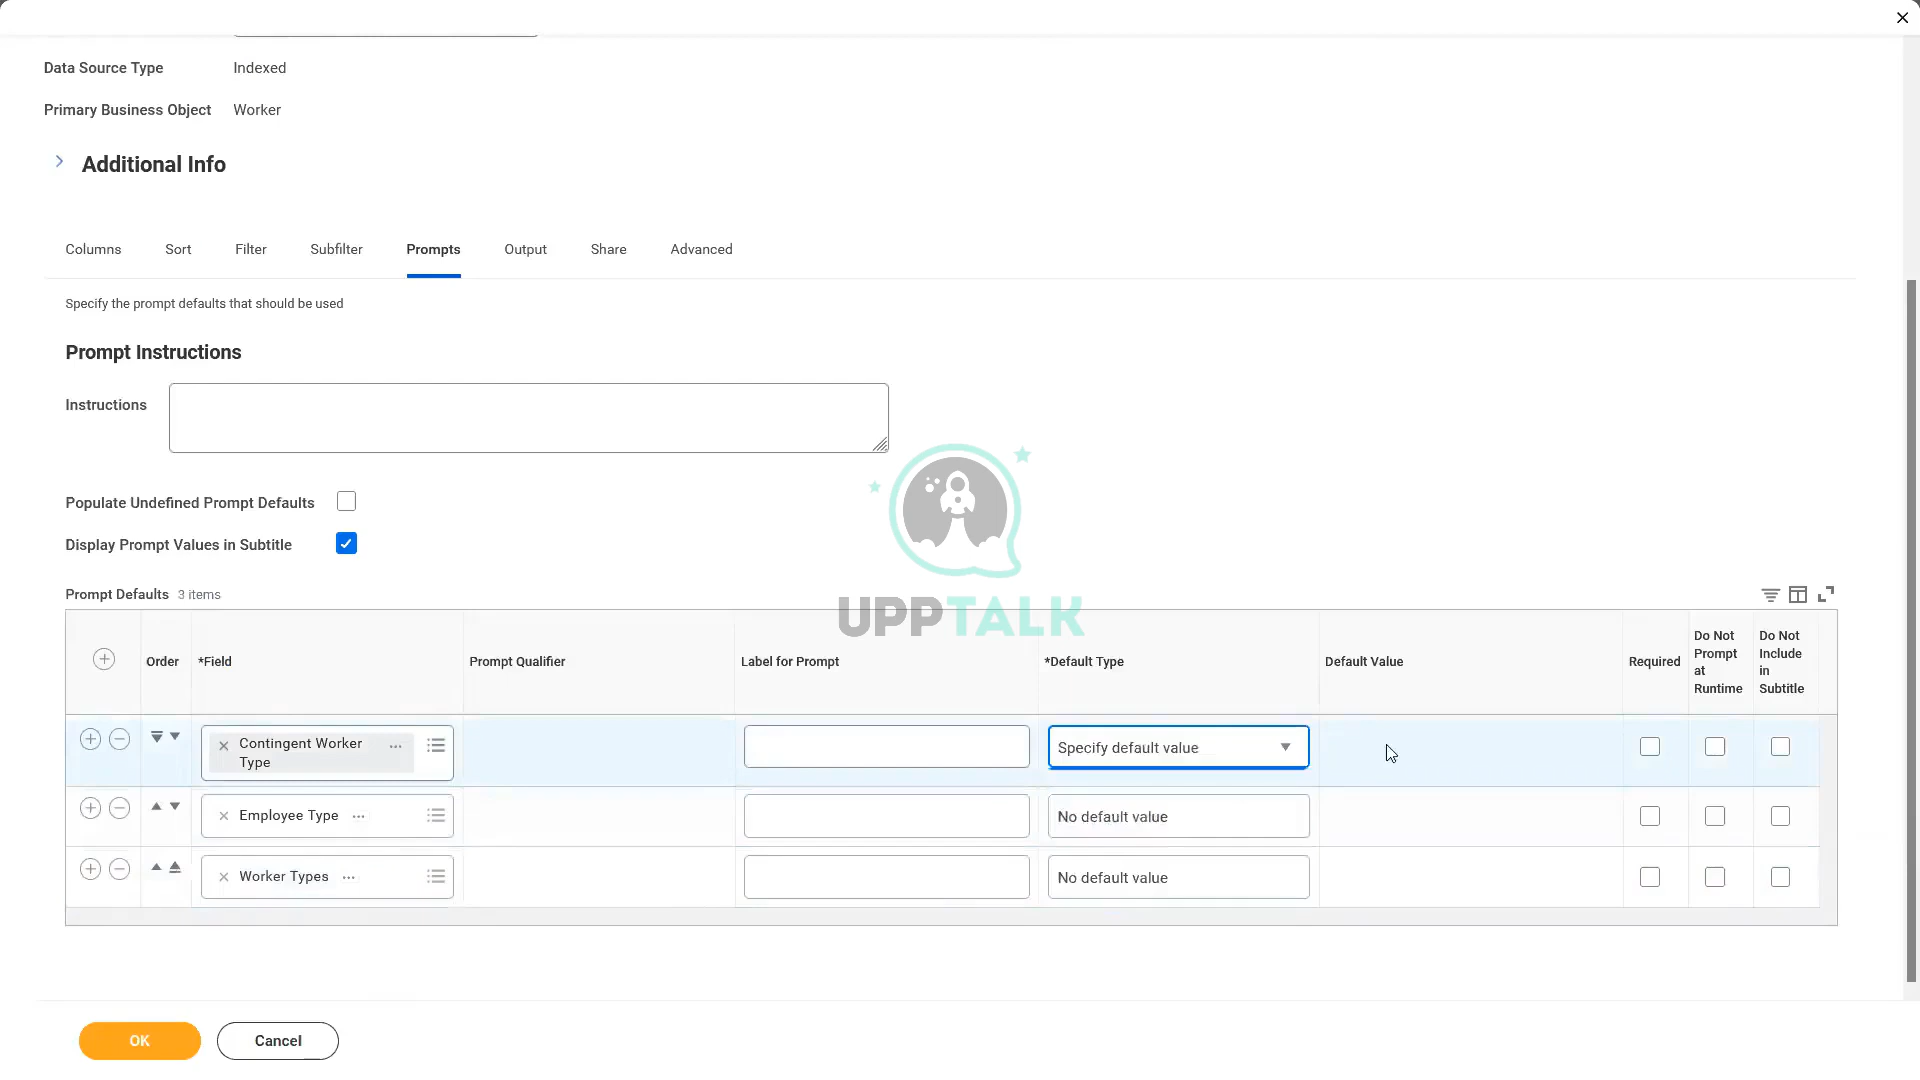 Data Source Type Indexed
Primary Business Object Worker
Additional Info
Columns Sort Filter Subfilter Prompts Output Share Advanced
Specify the prompt defaults that should be used
Prompt Instructions
Instructions
Populate Undefined Prompt Defaults
Display Prompt Values in Subtitle
Prompt Defaults 3 items
UPPTALK
Order *Field Prompt Qualifier Label for Prompt *Default Type Default Value Required
Do Not
Prompt
at
Runtime
Do Not
Include
in
Subtitle
Contingent Worker
Type
Specify default value
Employee Type No default value
Worker Types No default value
OK Cancel